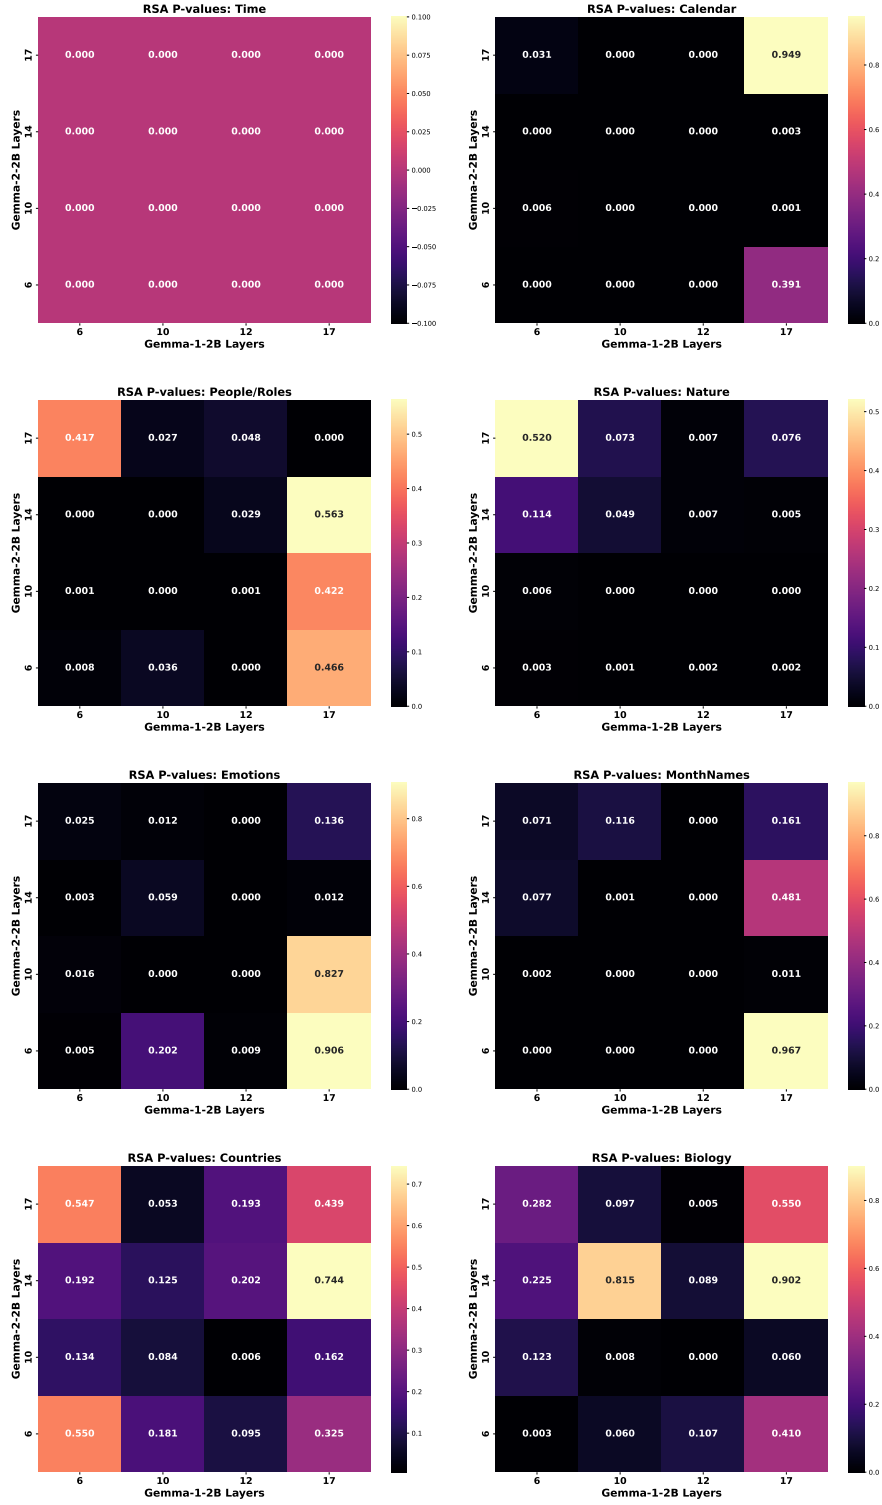 RSA P-values: Time
0.100
0.075
0.050
0.025
0.000
−0.025
−0.050
−0.075
−0.100
Gemma-2-2B Layers
17 0.000 0.000 0.000 0.000
14 0.000 0.000 0.000 0.000
10 0.000 0.000 0.000 0.000
6 0.000 0.000 0.000 0.000
6 10 12 17
Gemma-1-2B Layers
RSA P-values: Calendar
0.8
0.6
0.4
0.2
0.0
Gemma-2-2B Layers
17 0.031 0.000 0.000 0.949
14 0.000 0.000 0.000 0.003
10 0.006 0.000 0.000 0.001
6 0.000 0.000 0.000 0.391
6 10 12 17
Gemma-1-2B Layers
RSA P-values: People/Roles
0.5
0.4
0.3
0.2
0.1
0.0
Gemma-2-2B Layers
17 0.417 0.027 0.048 0.000
14 0.000 0.000 0.029 0.563
10 0.001 0.000 0.001 0.422
6 0.008 0.036 0.000 0.466
6 10 12 17
Gemma-1-2B Layers
RSA P-values: Nature
0.5
0.4
0.3
0.2
0.1
0.0
Gemma-2-2B Layers
17 0.520 0.073 0.007 0.076
14 0.114 0.049 0.007 0.005
10 0.006 0.000 0.000 0.000
6 0.003 0.001 0.002 0.002
6 10 12 17
Gemma-1-2B Layers
RSA P-values: Emotions
0.8
0.6
0.4
0.2
0.0
Gemma-2-2B Layers
17 0.025 0.012 0.000 0.136
14 0.003 0.059 0.000 0.012
10 0.016 0.000 0.000 0.827
6 0.005 0.202 0.009 0.906
6 10 12 17
Gemma-1-2B Layers
RSA P-values: MonthNames
0.8
0.6
0.4
0.2
0.0
Gemma-2-2B Layers
17 0.071 0.116 0.000 0.161
14 0.077 0.001 0.000 0.481
10 0.002 0.000 0.000 0.011
6 0.000 0.000 0.000 0.967
6 10 12 17
Gemma-1-2B Layers
RSA P-values: Countries
0.7
0.6
0.5
0.4
0.3
0.2
0.1
Gemma-2-2B Layers
17 0.547 0.053 0.193 0.439
14 0.192 0.125 0.202 0.744
10 0.134 0.084 0.006 0.162
6 0.550 0.181 0.095 0.325
6 10 12 17
Gemma-1-2B Layers
RSA P-values: Biology
0.8
0.6
0.4
0.2
0.0
Gemma-2-2B Layers
17 0.282 0.097 0.005 0.550
14 0.225 0.815 0.089 0.902
10 0.123 0.008 0.000 0.060
6 0.003 0.060 0.107 0.410
6 10 12 17
Gemma-1-2B Layers